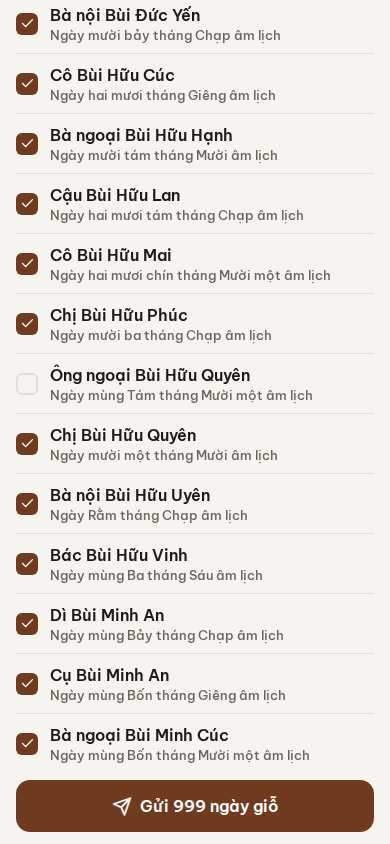 Bà nội Bùi Đức Yến
Ngày mười bảy tháng Chạp âm lịch
Cô Bùi Hữu Cúc
Ngày hai mươi tháng Giêng âm lịch
Bà ngoại Bùi Hữu Hạnh
Ngày mười tám tháng Mười âm lịch
Cậu Bùi Hữu Lan
Ngày hai mươi tám tháng Chạp âm lịch
Cô Bùi Hữu Mai
Ngày hai mươi chín tháng Mười một âm lịch
Chị Bùi Hữu Phúc
Ngày mười ba tháng Chạp âm lịch
Ông ngoại Bùi Hữu Quyên
Ngày mùng Tám tháng Mười một âm lịch
Chị Bùi Hữu Quyên
Ngày mười một tháng Mười âm lịch
Bà nội Bùi Hữu Uyên
Ngày Rằm tháng Chạp âm lịch
Bác Bùi Hữu Vinh
Ngày mùng Ba tháng Sáu âm lịch
Dì Bùi Minh An
Ngày mùng Bảy tháng Chạp âm lịch
Cụ Bùi Minh An
Ngày mùng Bốn tháng Giêng âm lịch
Bà ngoại Bùi Minh Cúc
Ngày mùng Bốn tháng Mười một âm lịch
Gửi 999 ngày giỗ